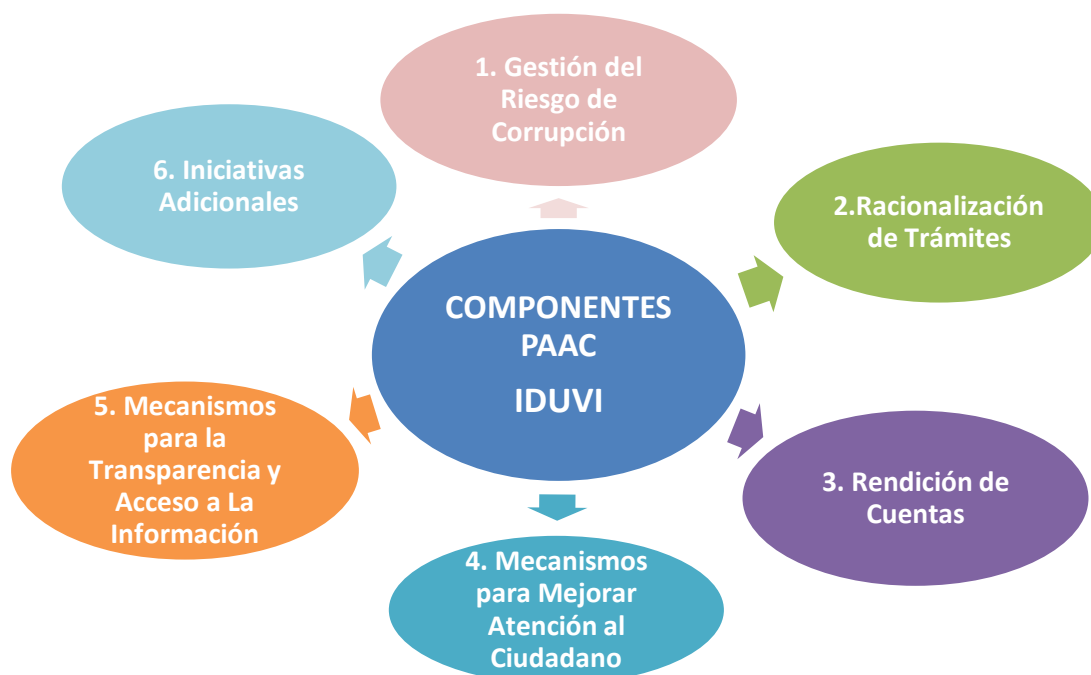 1. Gestión del
Riesgo de
Corrupción
2.Racionalización
de Trámites
3. Rendición de
Cuentas
4. Mecanismos
para Mejorar
Atención al
Ciudadano
5. Mecanismos
para la
Transparencia y
Acceso a La
Información
6. Iniciativas
Adicionales
COMPONENTES
PAAC
IDUVI